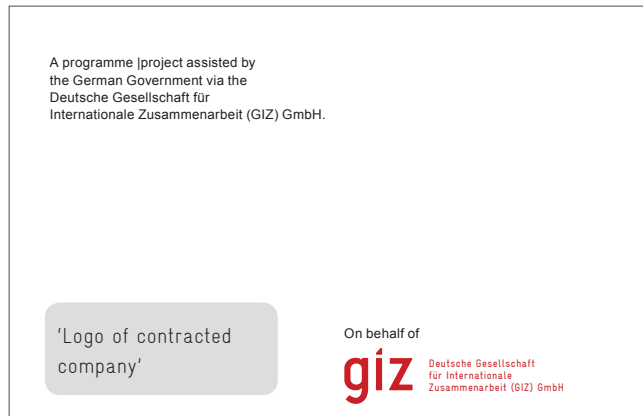 A programme |project assisted by
the German Government via the
Deutsche Gesellschaft für
Internationale Zusammenarbeit (GIZ) GmbH.
'Logo of contracted
company'
On behalf of
giz
Deutsche Gesellschaft
für Internationale
Zusammenarbeit (GIZ) GmbH